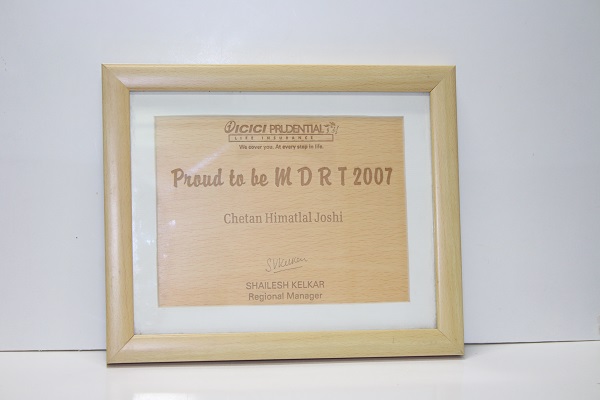 ICICI PRUDENTIAL
LIFE INSURANCE
We cover you. At every step in life.
Proud to be M D R T 2007
Chetan Himatlal Joshi
SVKelkar
SHAILESH KELKAR
Regional Manager